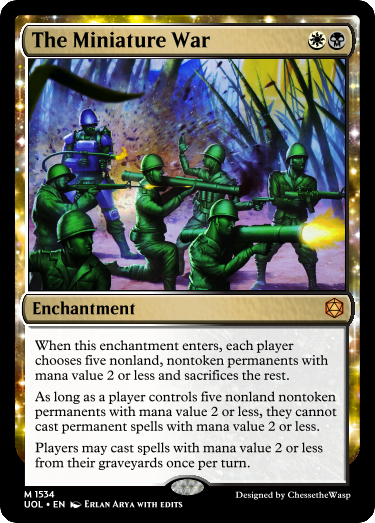 The Miniature War
Enchantment
When this enchantment enters, each player
chooses five nonland, nontoken permanents with
mana value 2 or less and sacrifices the rest.
As long as a player controls five nonland nontoken
permanents with mana value 2 or less, they cannot
cast permanent spells with mana value 2 or less.
Players may cast spells with mana value 2 or less
from their graveyards once per turn.
M 1534
UOL • EN Erlan Arya with edits
Designed by ChessetheWasp